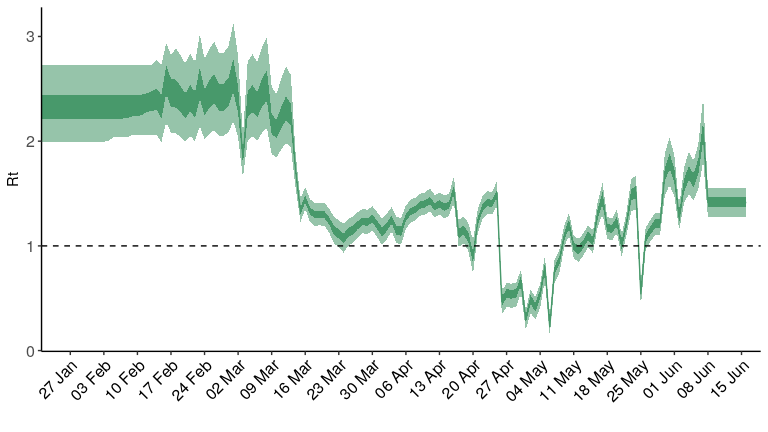 3
2
1
0
Rt
27 Jan
03 Feb
10 Feb
17 Feb
24 Feb
02 Mar
09 Mar
16 Mar
23 Mar
30 Mar
06 Apr
13 Apr
20 Apr
27 Apr
04 May
11 May
18 May
25 May
01 Jun
08 Jun
15 Jun